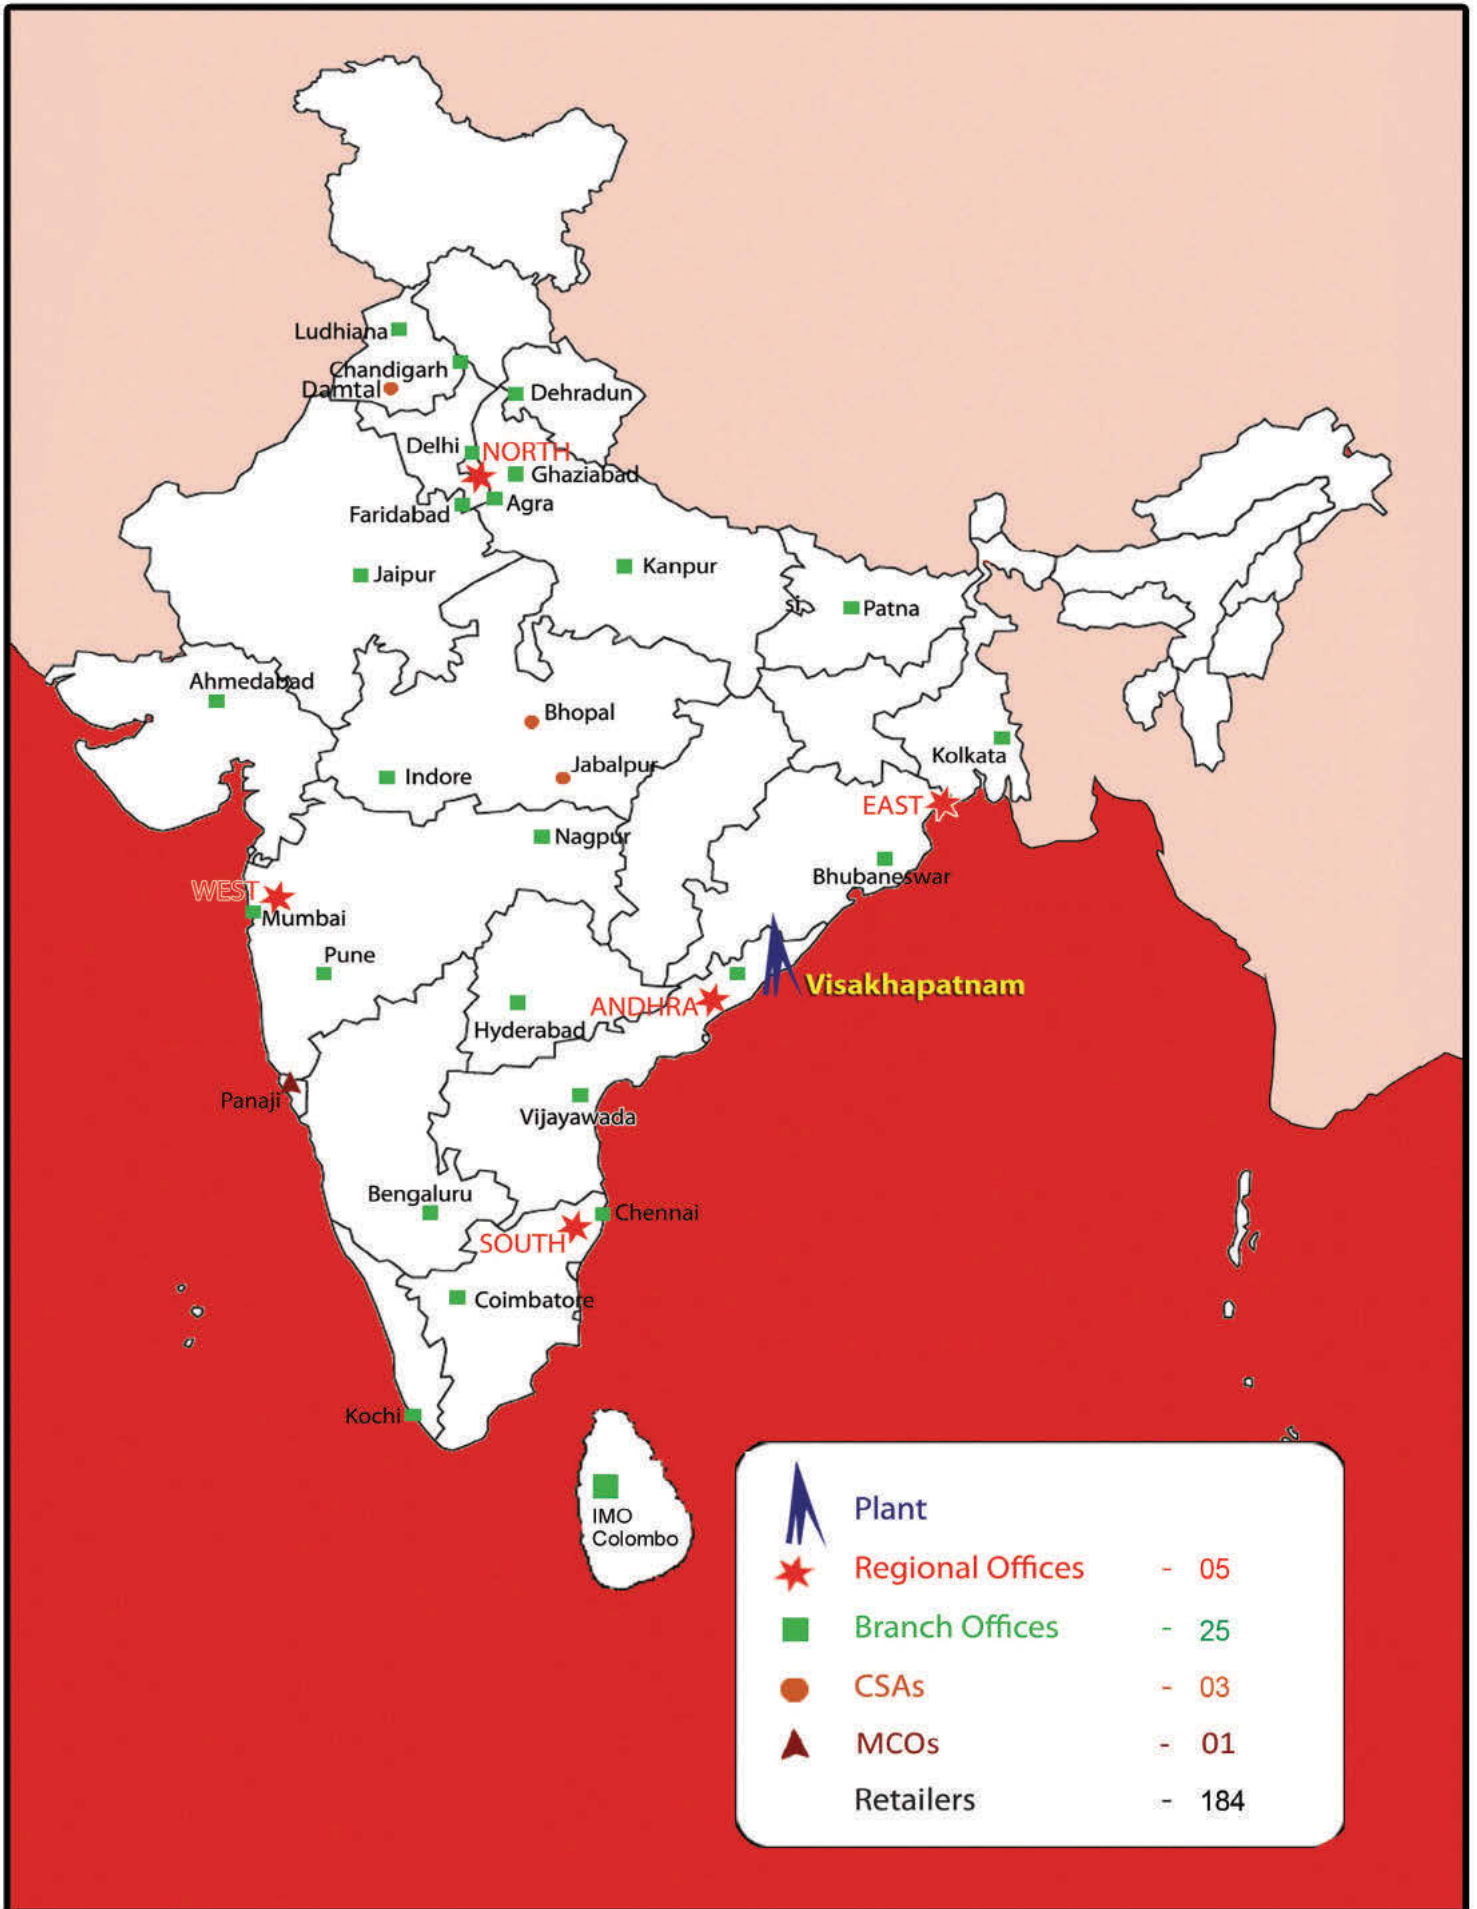 Ludhiana
Chandigarh
Damtal
Dehradun
Delhi
NORTH
Ghaziabad
Agra
Faridabad
Jaipur
Kanpur
si
Patna
Ahmedabad
Bhopal
Jabalpur
Indore
Kolkata
EAST
Nagpur
Bhubaneswar
WEST
Mumbai
Pune
Visakhapatnam
ANDHRA
Hyderabad
Panaji
Vijayawada
Bengaluru
Chennai
SOUTH
Coimbatore
Kochi
IMO
Colombo
Plant
Regional Offices - 05
Branch Offices - 25
CSAs - 03
MCOs - 01
Retailers - 184